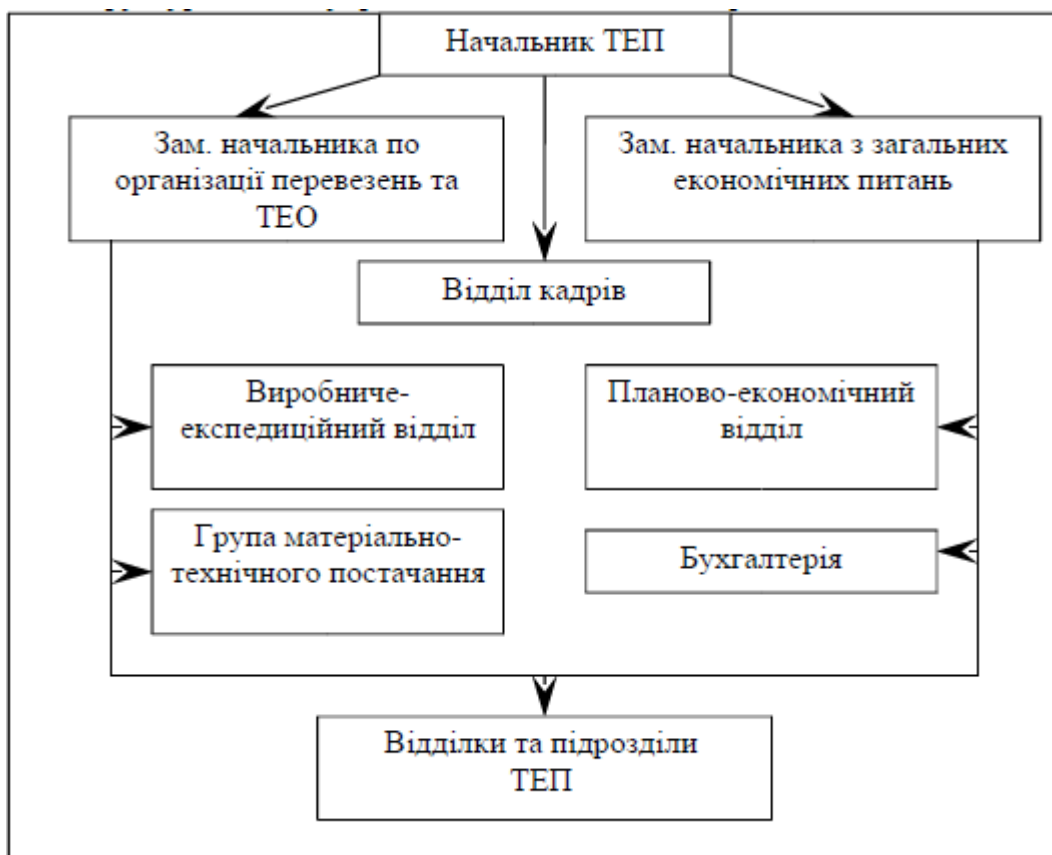 Начальник ТЕП
Зам. начальника по
організації перевезень та
ТЕО
Зам. начальника з загальних
економічних питань
Відділ кадрів
Виробниче-
експедиційний відділ
Планово-економічний
відділ
Група матеріально-
технічного постачання
Бухгалтерія
Відділки та підрозділи
ТЕП